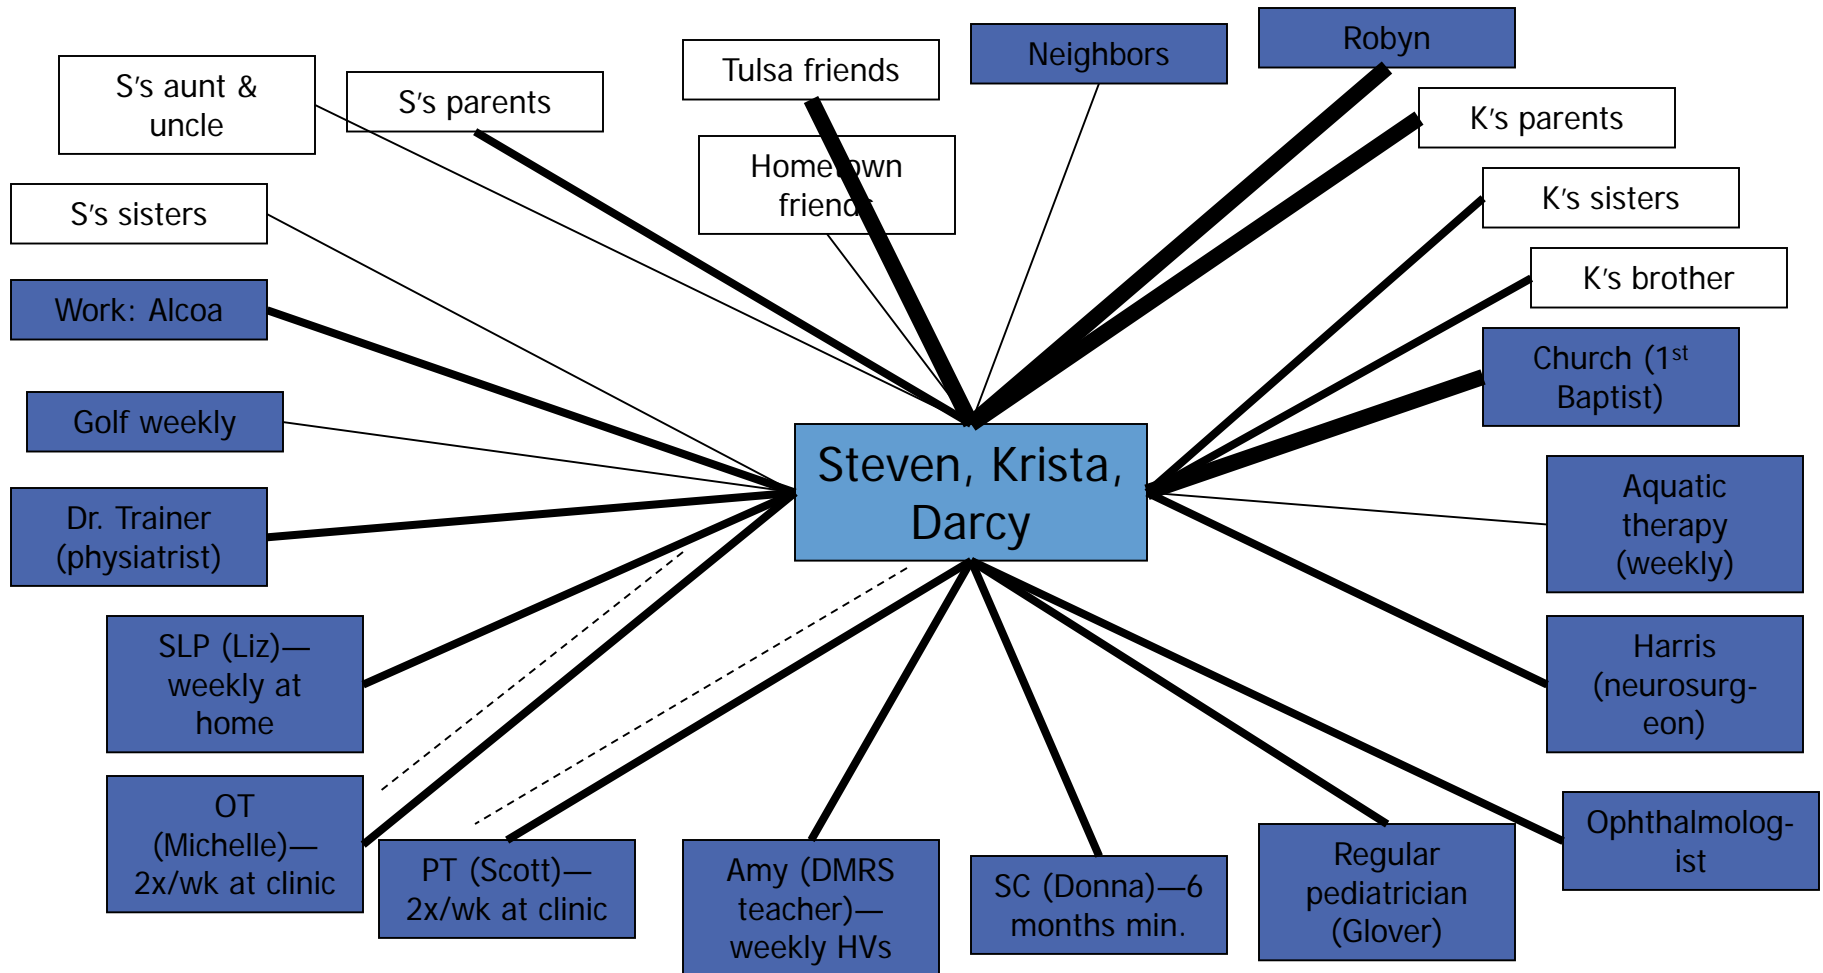 S's aunt &
uncle
S's parents
Tulsa friends
Neighbors
Robyn
K's parents
Hometown
friends
S's sisters
K's sisters
K's brother
Work: Alcoa
Church (1st
Baptist)
Golf weekly
Steven, Krista,
Darcy
Dr. Trainer
(physiatrist)
Aquatic
therapy
(weekly)
SLP (Liz)—
weekly at
home
Harris
(neurosurg-
eon)
OT
(Michelle)—
2x/wk at clinic
PT (Scott)—
2x/wk at clinic
Amy (DMRS
teacher)—
weekly HVs
SC (Donna)—6
months min.
Regular
pediatrician
(Glover)
Ophthalmolog-
ist